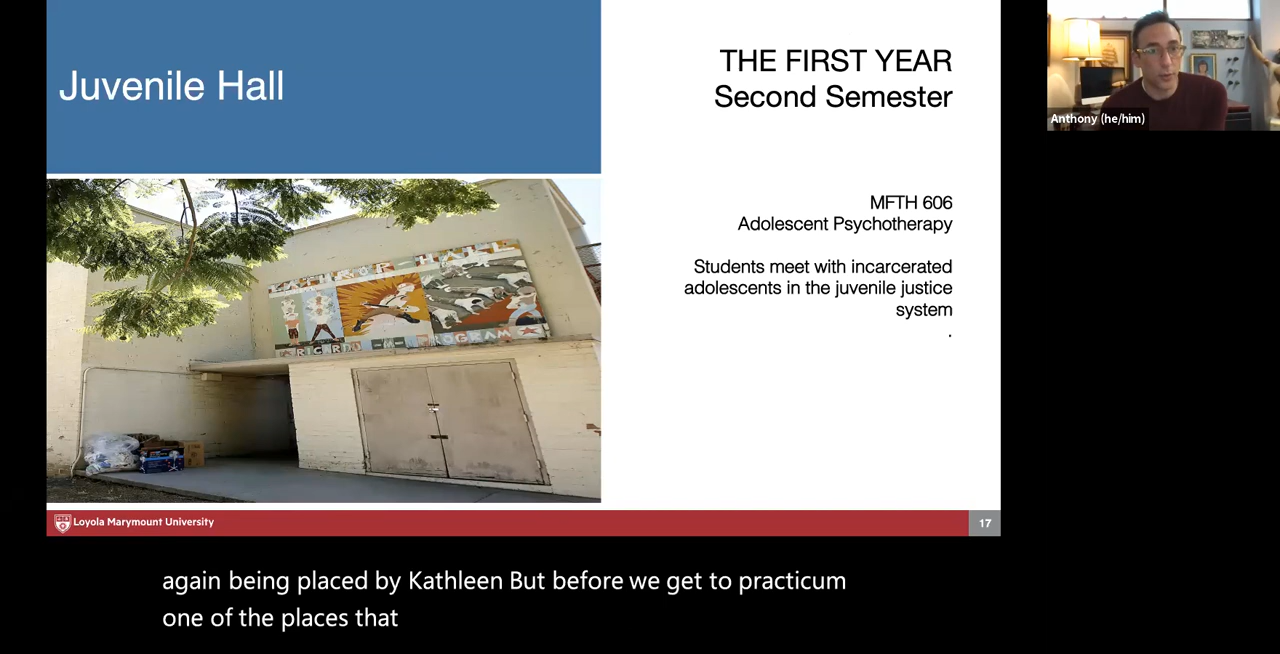 Juvenile Hall
THE FIRST YEAR
Second Semester
MFTH 606
Adolescent Psychotherapy
Students meet with incarcerated
adolescents in the juvenile justice
system
.
Anthony (he/him)
HALL
PROGRAM
Loyola Marymount University
17
again being placed by Kathleen But before we get to practicum
one of the places that